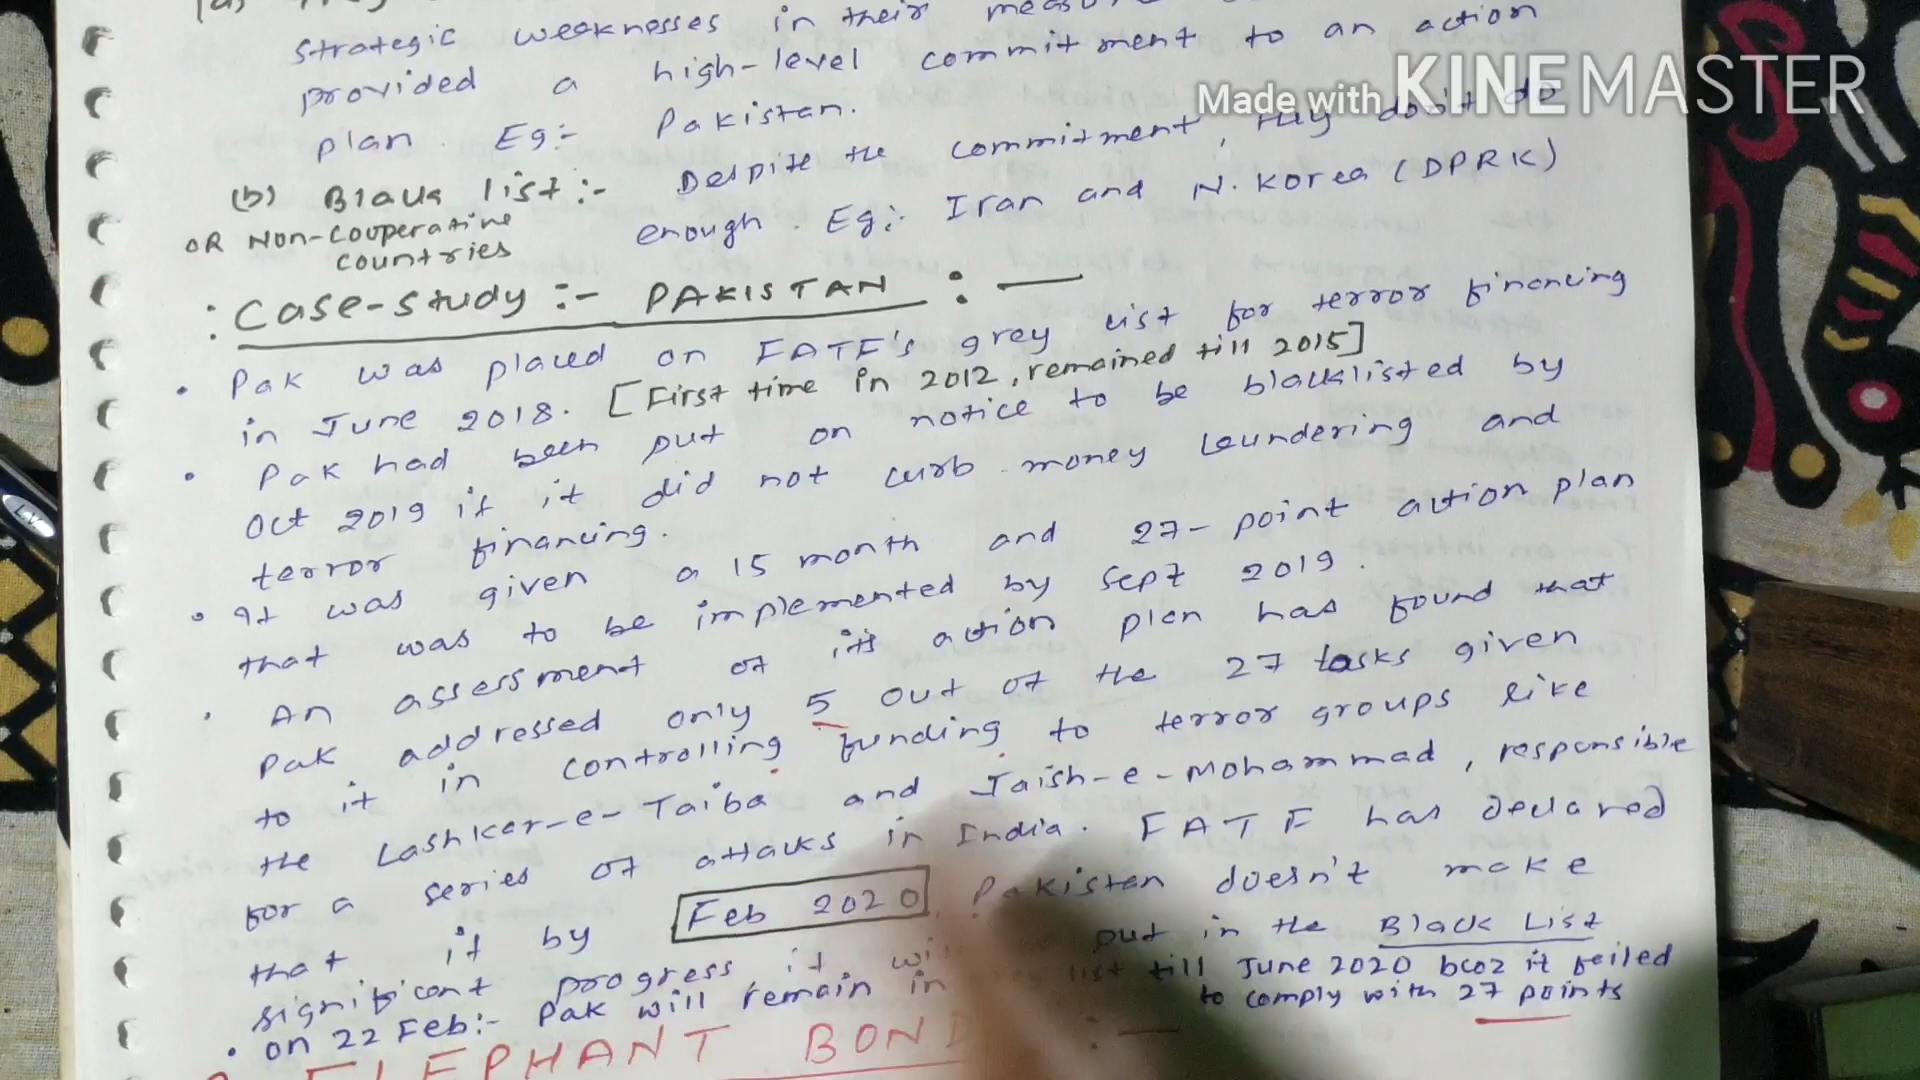 strategic weaknesses in their
provided a high-level commitment to an action
plan. Eg:- Pakistan.
Made with KINEMASTER
(b) Black list :- Despite the commitment, they don't do
OR Non-Cooperative countries
enough. Eg:- Iran and N. Korea (DPRK)
: Case-study :- PAKISTAN : —
• Pak was placed on FATF's grey list for terror financing
in June 2018. [First time in 2012, remained till 2015]
• Pak had been put on notice to be blacklisted by
Oct 2019 if it did not curb money laundering and
terror financing.
• It was given a 15 month and 27-point action plan
that was to be implemented by Sept 2019.
• An assessment of its action plan has found that
Pak addressed only 5 out of the 27 tasks given
to it in controlling funding to terror groups like
the Lashker-e-Taiba and Jaish-e-Mohammad, responsible
for a series of attacks in India. FATF has declared
that if by Feb 2020, Pakistan doesn't make
significant progress it put in the Black List
• On 22 Feb:- Pak will remain in list till June 2020 bcoz it failed
to comply with 27 points
ELEPHANT BOND : —